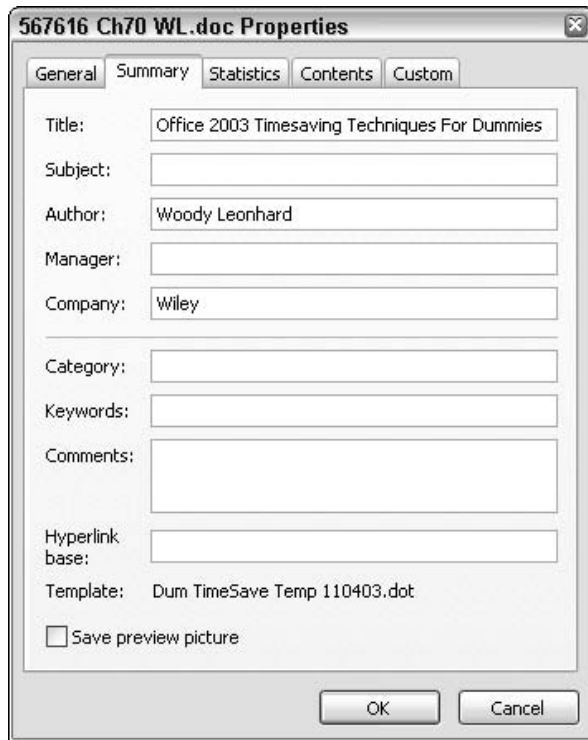 567616 Ch70 WL.doc Properties
General Summary Statistics Contents Custom
Title: Office 2003 Timesaving Techniques For Dummies
Subject:
Author: Woody Leonhard
Manager:
Company: Wiley
Category:
Keywords:
Comments:
Hyperlink
base:
Template: Dum TimeSave Temp 110403.dot
Save preview picture
OK Cancel